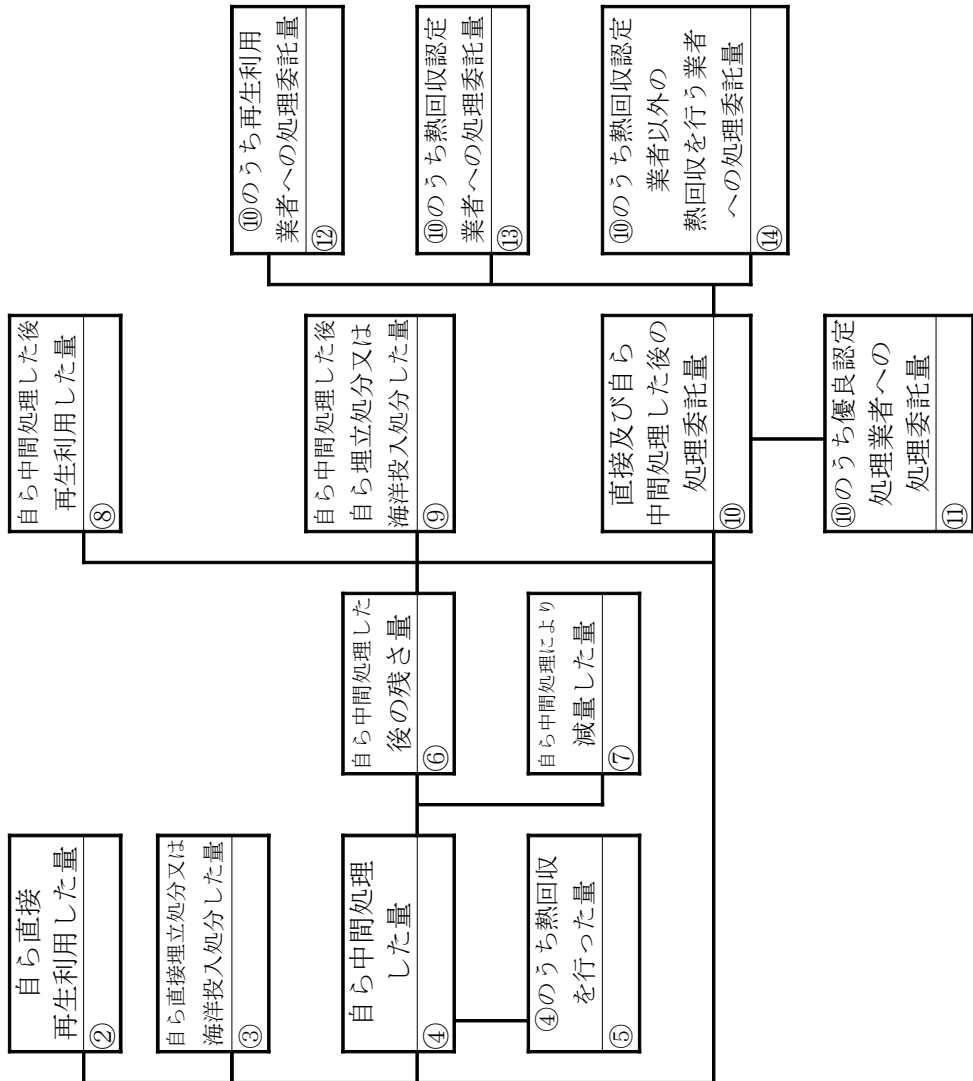 自ら直接
再生利用した量
②
自ら直接埋立処分又は
海洋投入処分した量
③
自ら中間処理
した量
④
④のうち熱回収
を行った量
⑤
自ら中間処理した
後の残さ量
⑥
自ら中間処理により
減量した量
⑦
自ら中間処理した後
再生利用した量
⑧
自ら中間処理した後
自ら埋立処分又は
海洋投入処分した量
⑨
直接及び自ら
中間処理した後の
処理委託量
⑩
⑩のうち優良認定
処理業者への
処理委託量
⑪
⑩のうち再生利用
業者への処理委託量
⑫
⑩のうち熱回収認定
業者への処理委託量
⑬
⑩のうち熱回収認定
業者以外の
熱回収を行う業者
への処理委託量
⑭